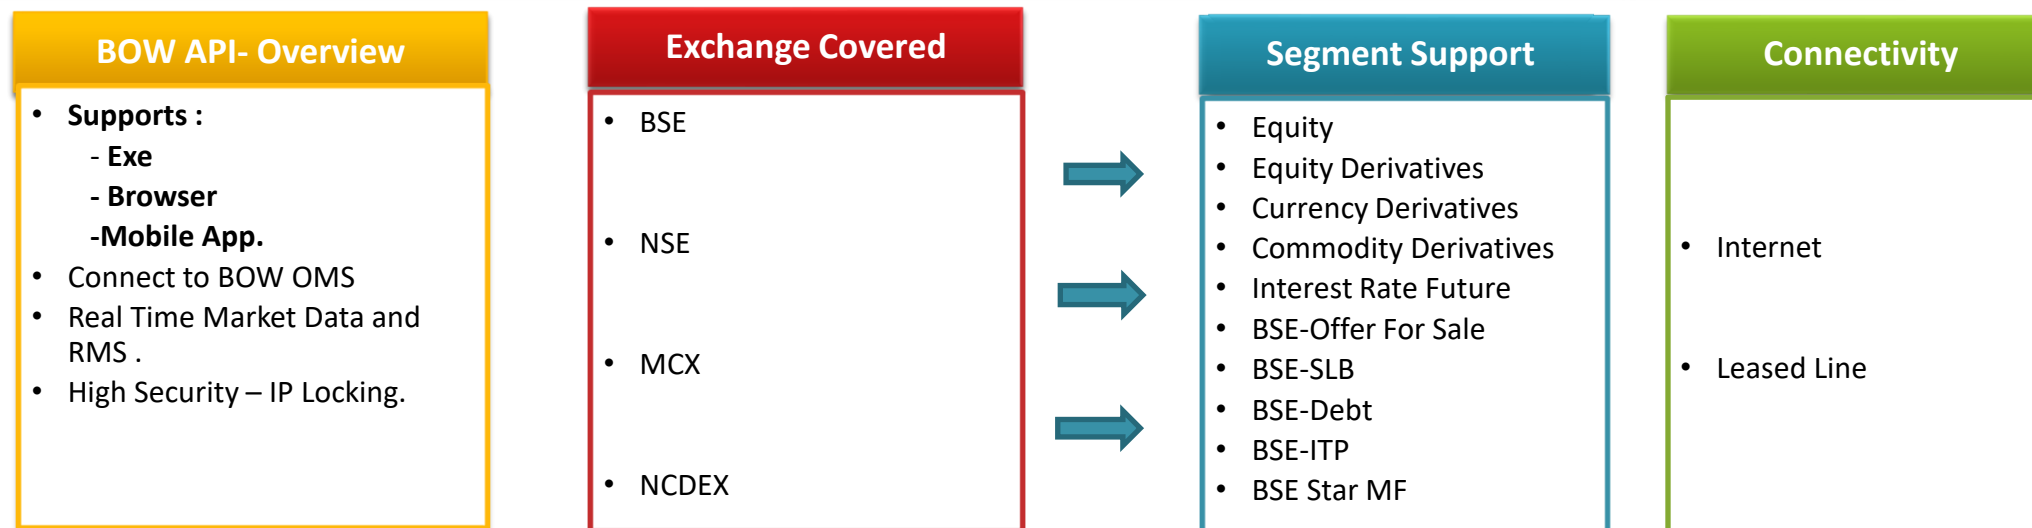 BOW API- Overview
• Supports :
- Exe
- Browser
-Mobile App.
• Connect to BOW OMS
• Real Time Market Data and
RMS .
• High Security – IP Locking.
Exchange Covered
• BSE
• NSE
• MCX
• NCDEX
Segment Support
• Equity
• Equity Derivatives
• Currency Derivatives
• Commodity Derivatives
• Interest Rate Future
• BSE-Offer For Sale
• BSE-SLB
• BSE-Debt
• BSE-ITP
• BSE Star MF
Connectivity
• Internet
• Leased Line